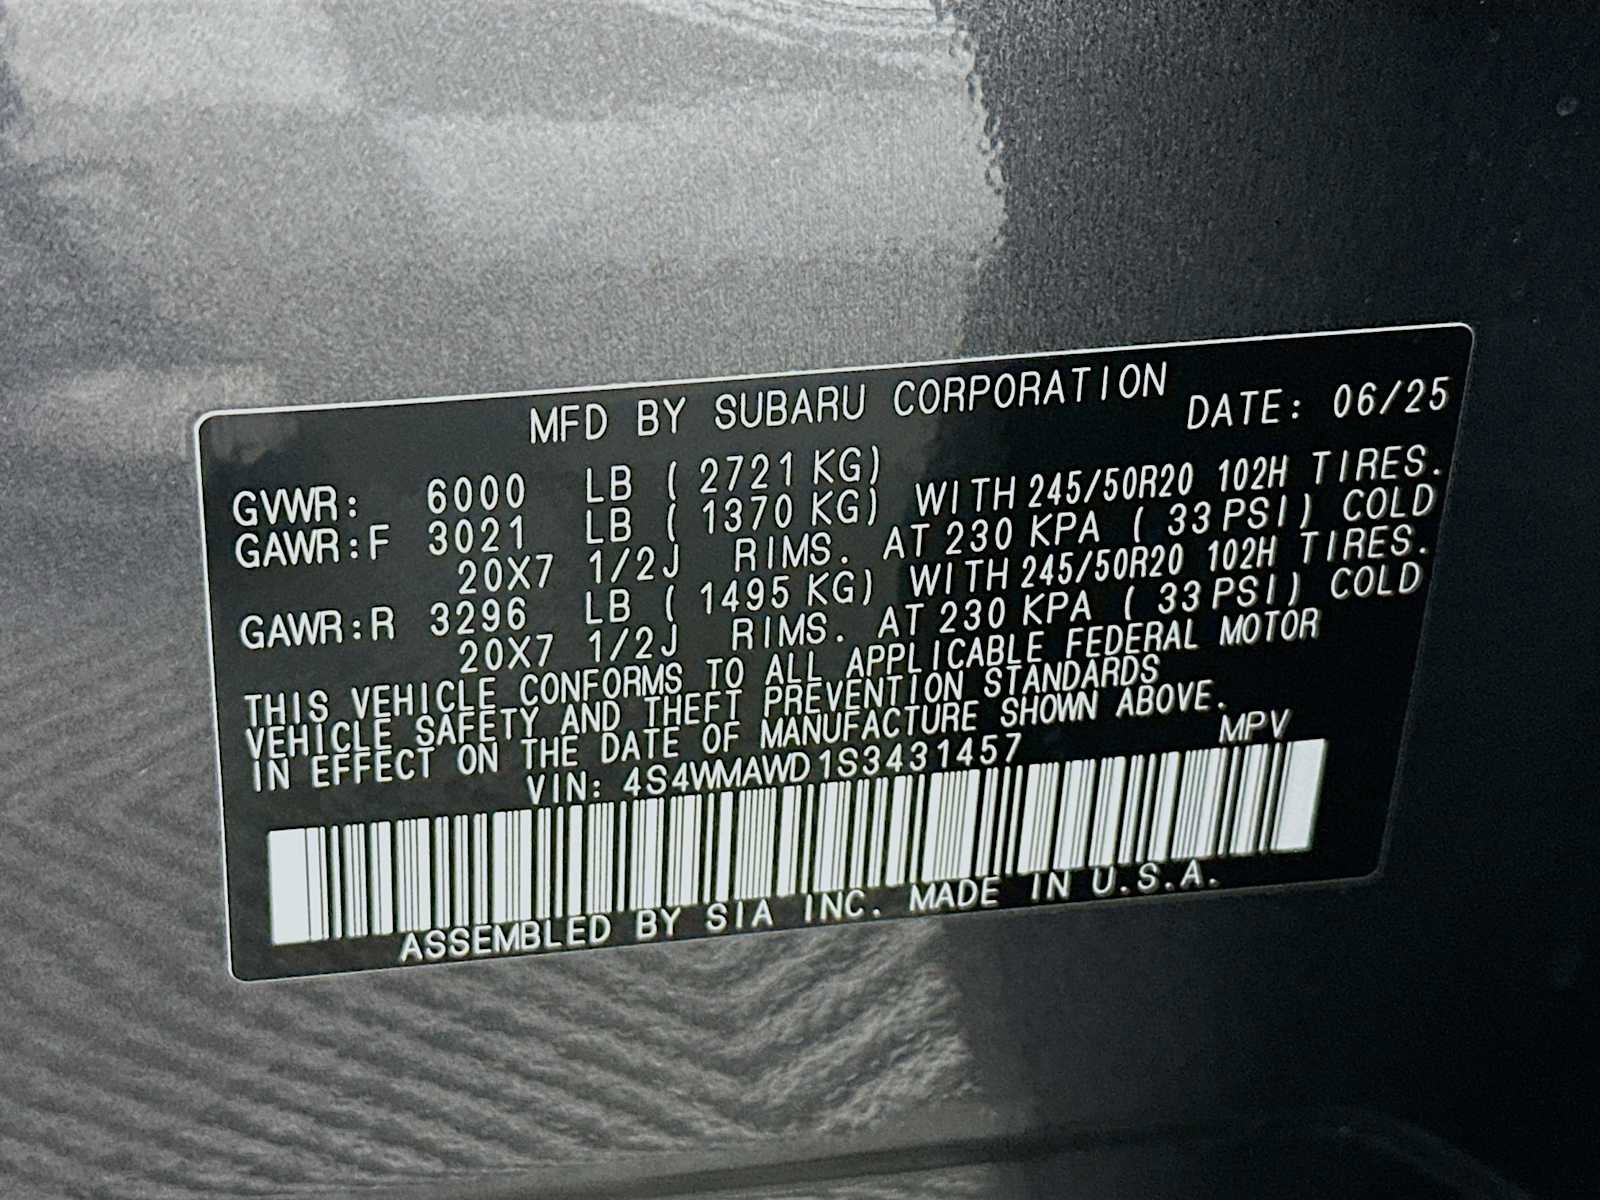 MFD BY SUBARU CORPORATION DATE: 06/25
GVWR: 6000 LB ( 2721 KG)
GAWR:F 3021 LB ( 1370 KG) WITH 245/50R20 102H TIRES.
20X7 1/2J RIMS. AT 230 KPA ( 33 PSI) COLD
GAWR:R 3296 LB ( 1495 KG) WITH 245/50R20 102H TIRES.
20X7 1/2J RIMS. AT 230 KPA ( 33 PSI) COLD
THIS VEHICLE CONFORMS TO ALL APPLICABLE FEDERAL MOTOR
VEHICLE SAFETY AND THEFT PREVENTION STANDARDS
IN EFFECT ON THE DATE OF MANUFACTURE SHOWN ABOVE.
VIN: 4S4WMAWD1S3431457 MPV
ASSEMBLED BY SIA INC. MADE IN U.S.A.